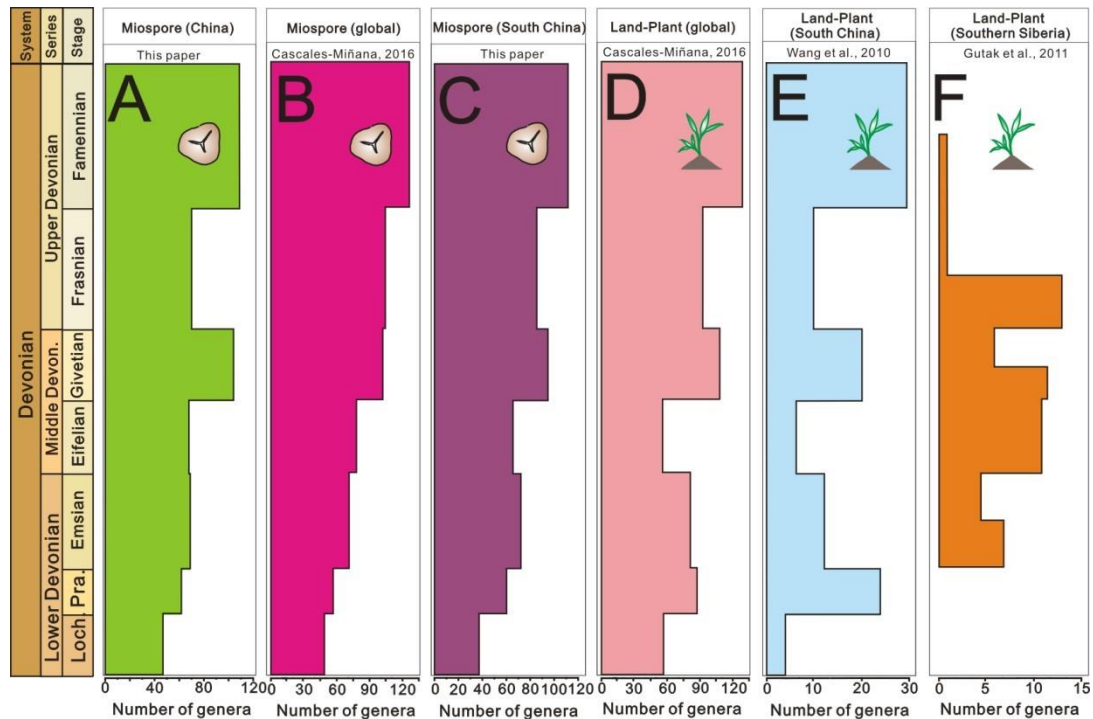 System
Series
Stage
Miospore (China)
This paper
Miospore (global)
Cascales-Miñana, 2016
Miospore (South China)
This paper
Land-Plant (global)
Cascales-Miñana, 2016
Land-Plant
(South China)
Wang et al., 2010
Land-Plant
(Southern Siberia)
Gutak et al., 2011
A
B
C
D
E
F
Devonian
Upper Devonian
Middle Devon.
Lower Devonian
Famennian
Frasnian
Givetian
Eifelian
Emsian
Pra.
Loch.
0 40 80 120
0 30 60 90 130
0 20 40 60 80 100 120
0 30 60 90 130
0 10 20 30
0 5 10 15
Number of genera
Number of genera
Number of genera
Number of genera
Number of genera
Number of genera